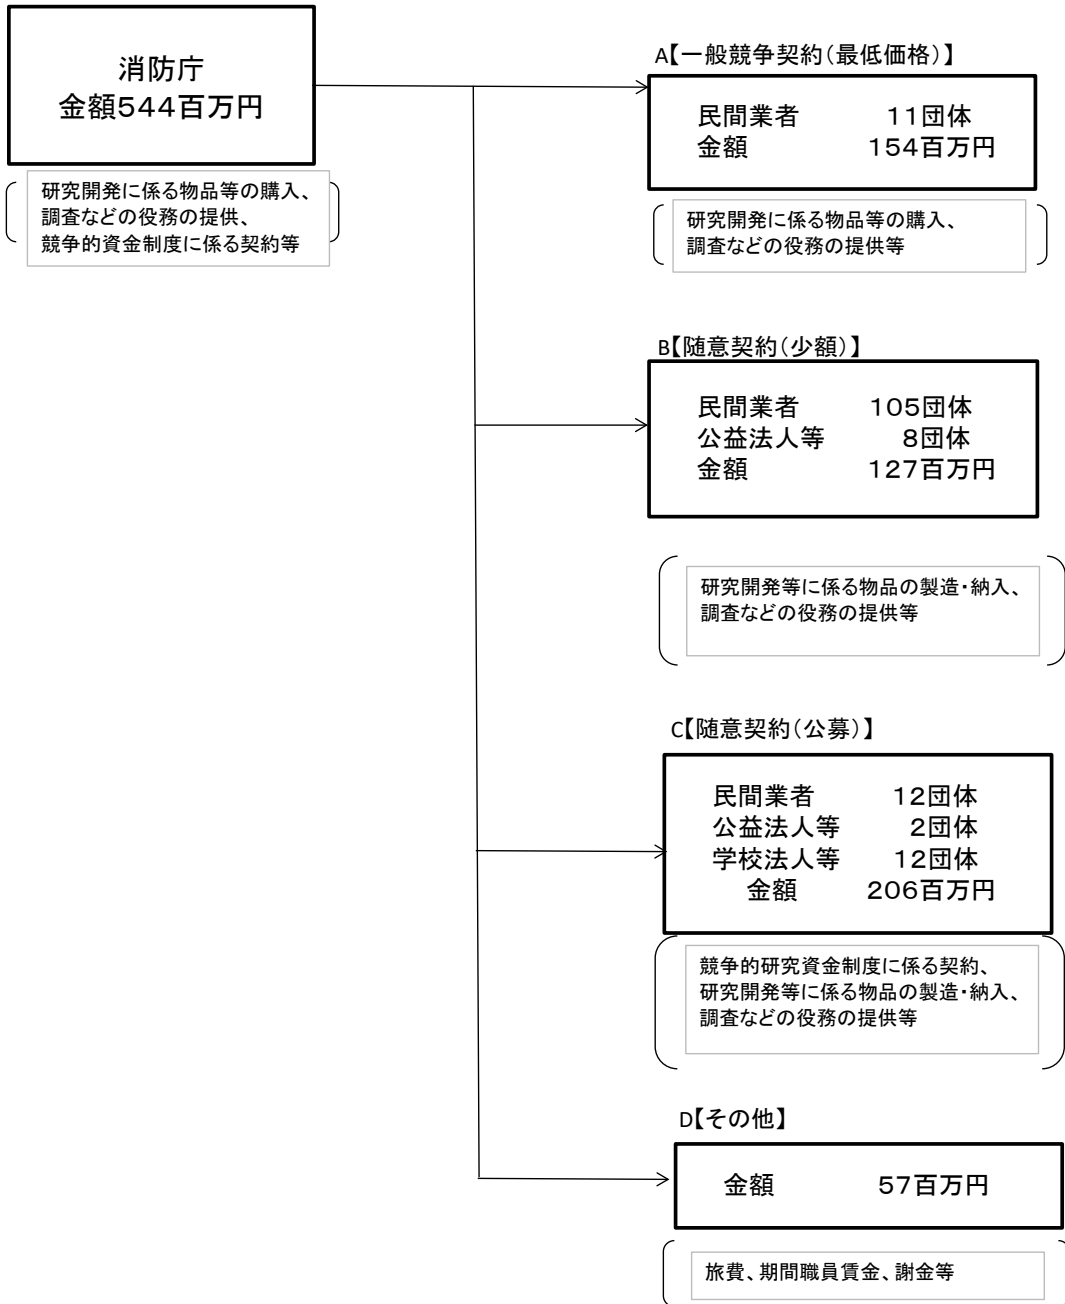 消防庁
金額544百万円
研究開発に係る物品等の購入、
調査などの役務の提供、
競争的資金制度に係る契約等
A【一般競争契約(最低価格)】
民間業者 11団体
金額 154百万円
研究開発に係る物品等の購入、
調査などの役務の提供等
B【随意契約(少額)】
民間業者 105団体
公益法人等 8団体
金額 127百万円
研究開発等に係る物品の製造・納入、
調査などの役務の提供等
C【随意契約(公募)】
民間業者 12団体
公益法人等 2団体
学校法人等 12団体
金額 206百万円
競争的研究資金制度に係る契約、
研究開発等に係る物品の製造・納入、
調査などの役務の提供等
D【その他】
金額 57百万円
旅費、期間職員賃金、謝金等